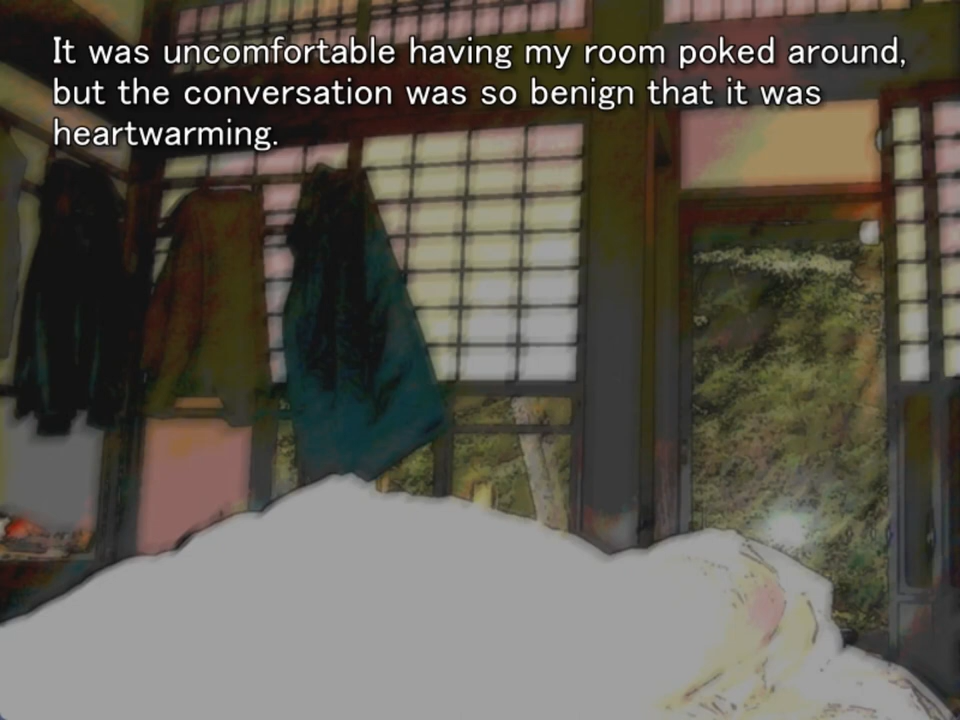 It was uncomfortable having my room poked around,
but the conversation was so benign that it was
heartwarming.